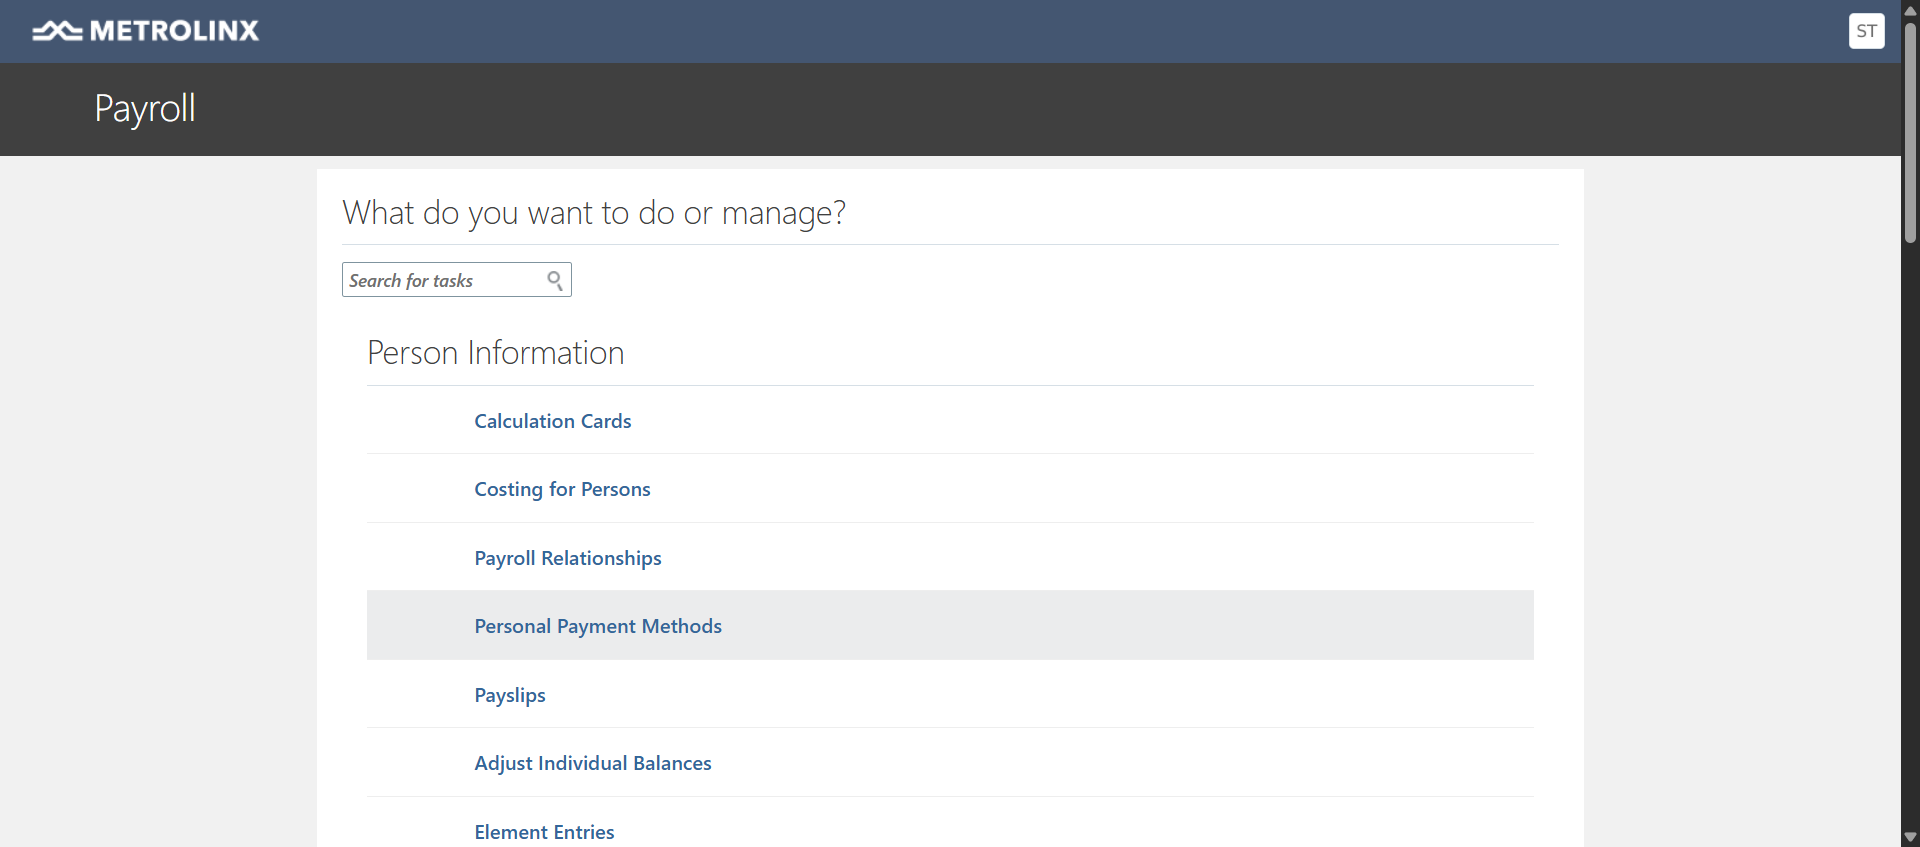 METROLINX
ST
Payroll
What do you want to do or manage?
Search for tasks
Person Information
Calculation Cards
Costing for Persons
Payroll Relationships
Personal Payment Methods
Payslips
Adjust Individual Balances
Element Entries